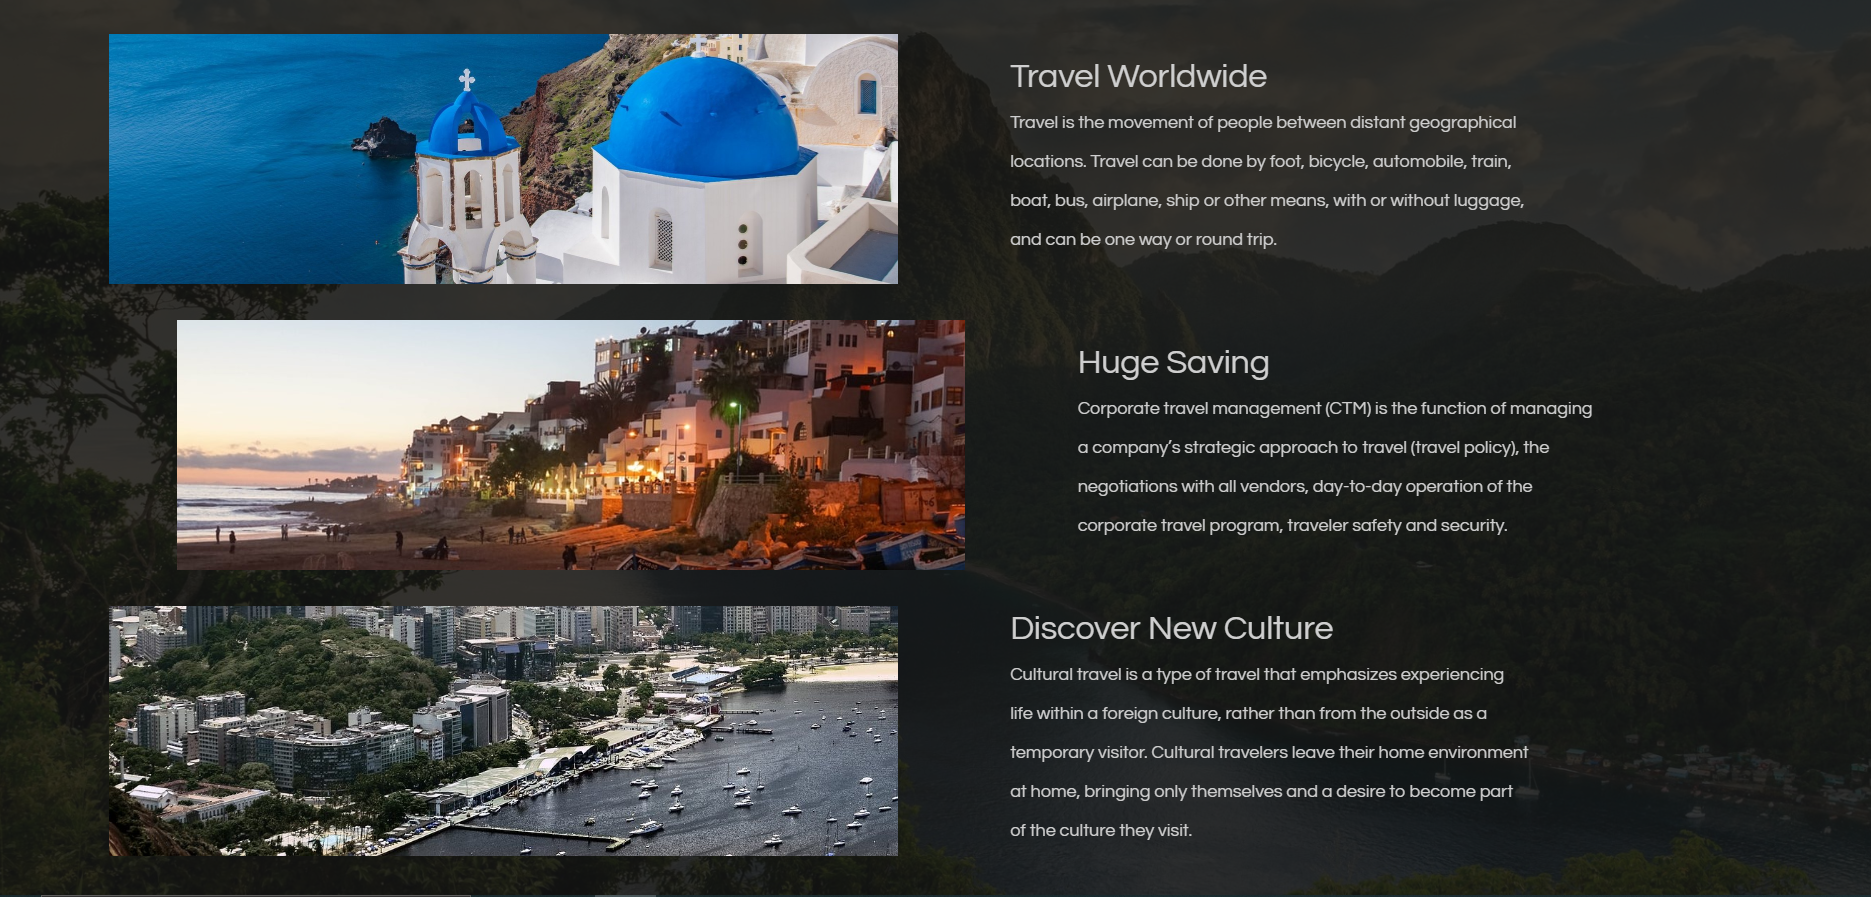 Travel Worldwide
Travel is the movement of people between distant geographical
locations. Travel can be done by foot, bicycle, automobile, train,
boat, bus, airplane, ship or other means, with or without luggage,
and can be one way or round trip.
Huge Saving
Corporate travel management (CTM) is the function of managing
a company’s strategic approach to travel (travel policy), the
negotiations with all vendors, day-to-day operation of the
corporate travel program, traveler safety and security.
Discover New Culture
Cultural travel is a type of travel that emphasizes experiencing
life within a foreign culture, rather than from the outside as a
temporary visitor. Cultural travelers leave their home environment
at home, bringing only themselves and a desire to become part
of the culture they visit.